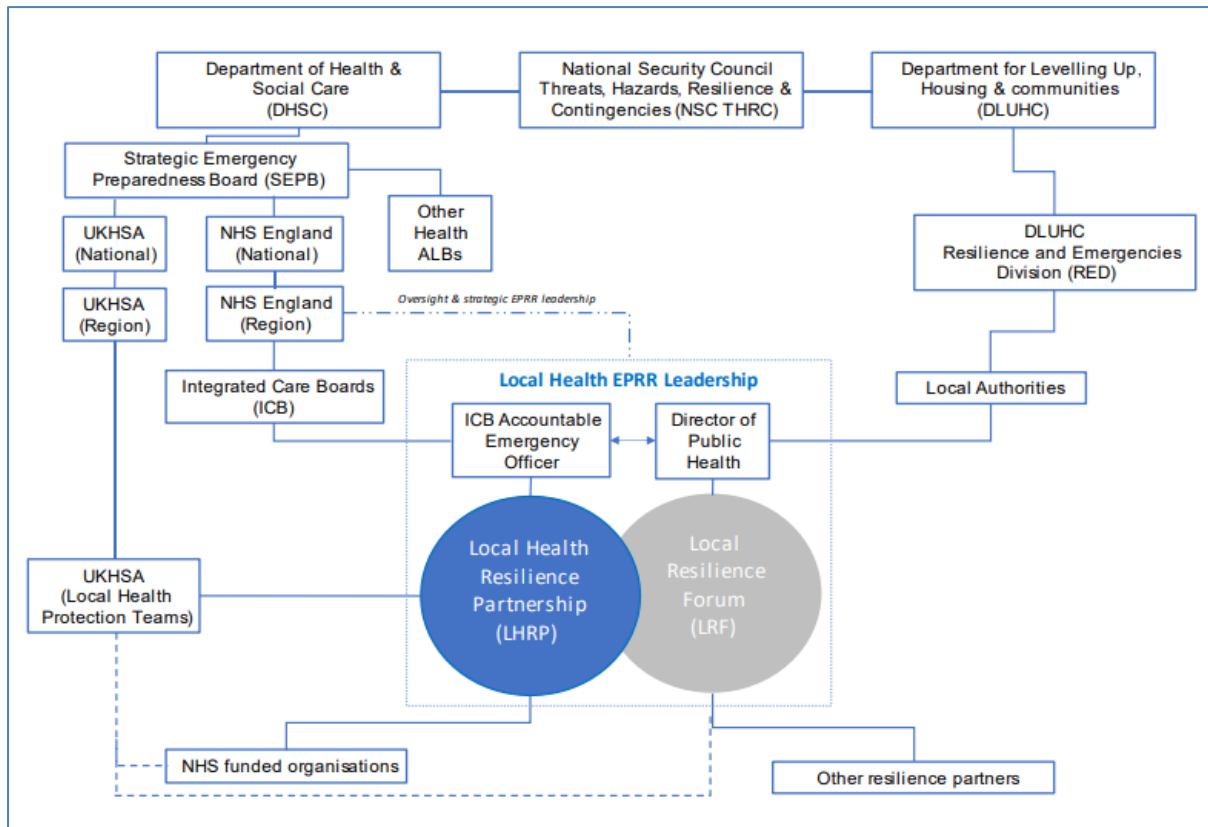 Department of Health &
Social Care
(DHSC)
National Security Council
Threats, Hazards, Resilience &
Contingencies (NSC THRC)
Department for Levelling Up,
Housing & communities
(DLUHC)
Strategic Emergency
Preparedness Board (SEPB)
UKHSA
(National)
NHS England
(National)
Other
Health
ALBs
DLUHC
Resilience and Emergencies
Division (RED)
UKHSA
(Region)
NHS England
(Region)
Oversight & strategic EPRR leadership
Integrated Care Boards
(ICB)
Local Health EPRR Leadership
Local Authorities
ICB Accountable
Emergency
Officer
Director of
Public
Health
Local Health
Resilience
Partnership
(LHRP)
Local
Resilience
Forum
(LRF)
UKHSA
(Local Health
Protection Teams)
NHS funded organisations
Other resilience partners